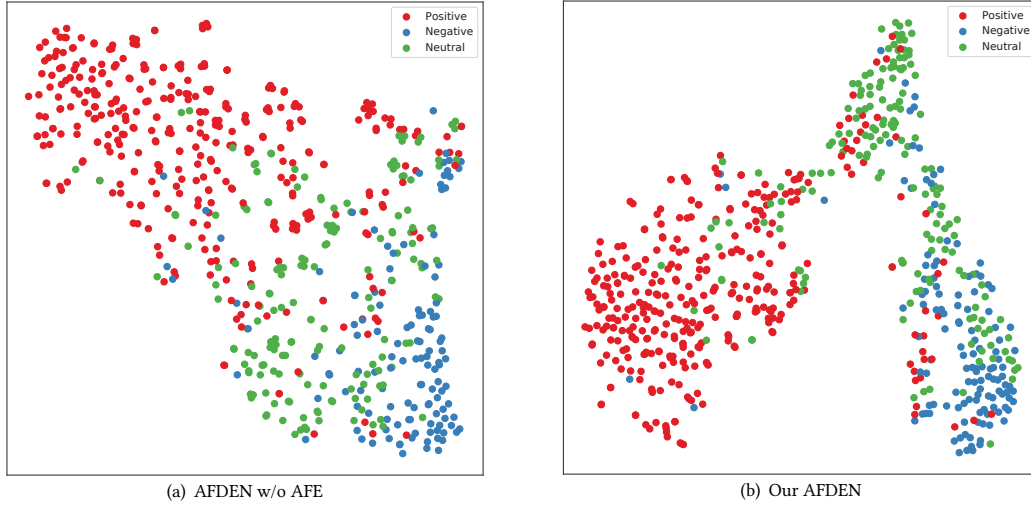 Positive
Negative
Neutral
Positive
Negative
Neutral
(a) AFDEN w/o AFE
(b) Our AFDEN